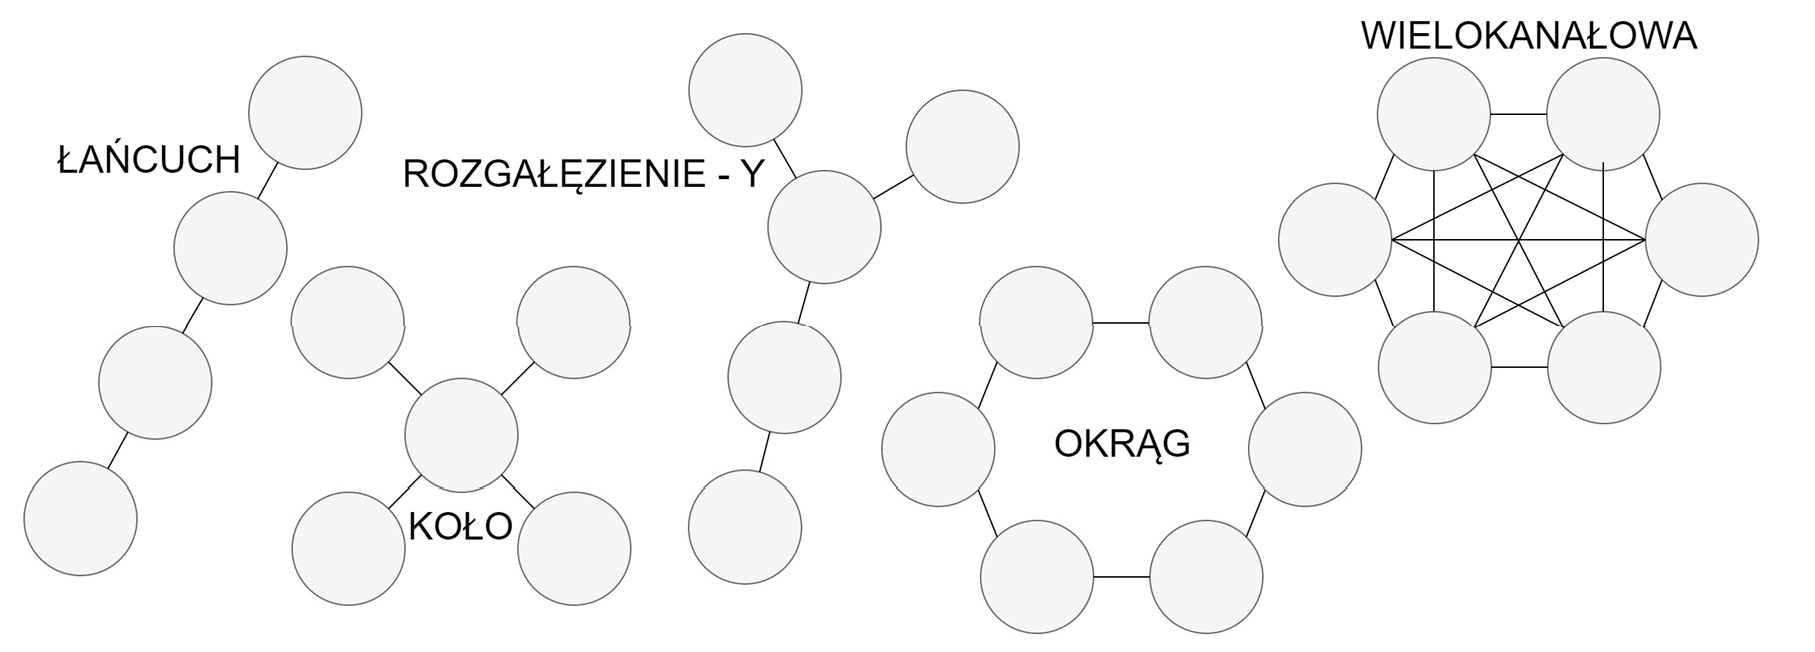 WIELOKANAŁOWA
ŁAŃCUCH
ROZGAŁĘZIENIE - Y
OKRĄG
KOŁO